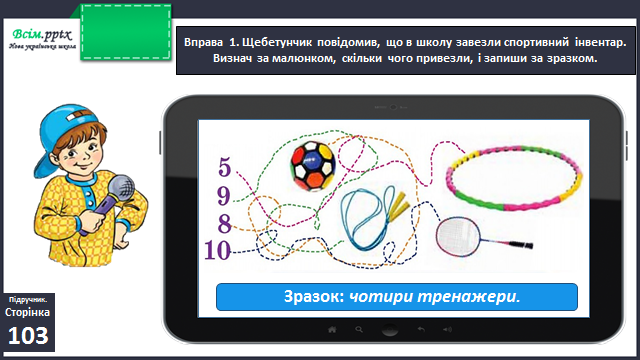 Всім.pptx
Нова українська школа
Вправа 1. Щебетунчик повідомив, що в школу завезли спортивний інвентар.
Визнач за малюнком, скільки чого привезли, і запиши за зразком.
5
9
8
10
Зразок: чотири тренажери.
Підручник.
Сторінка
103